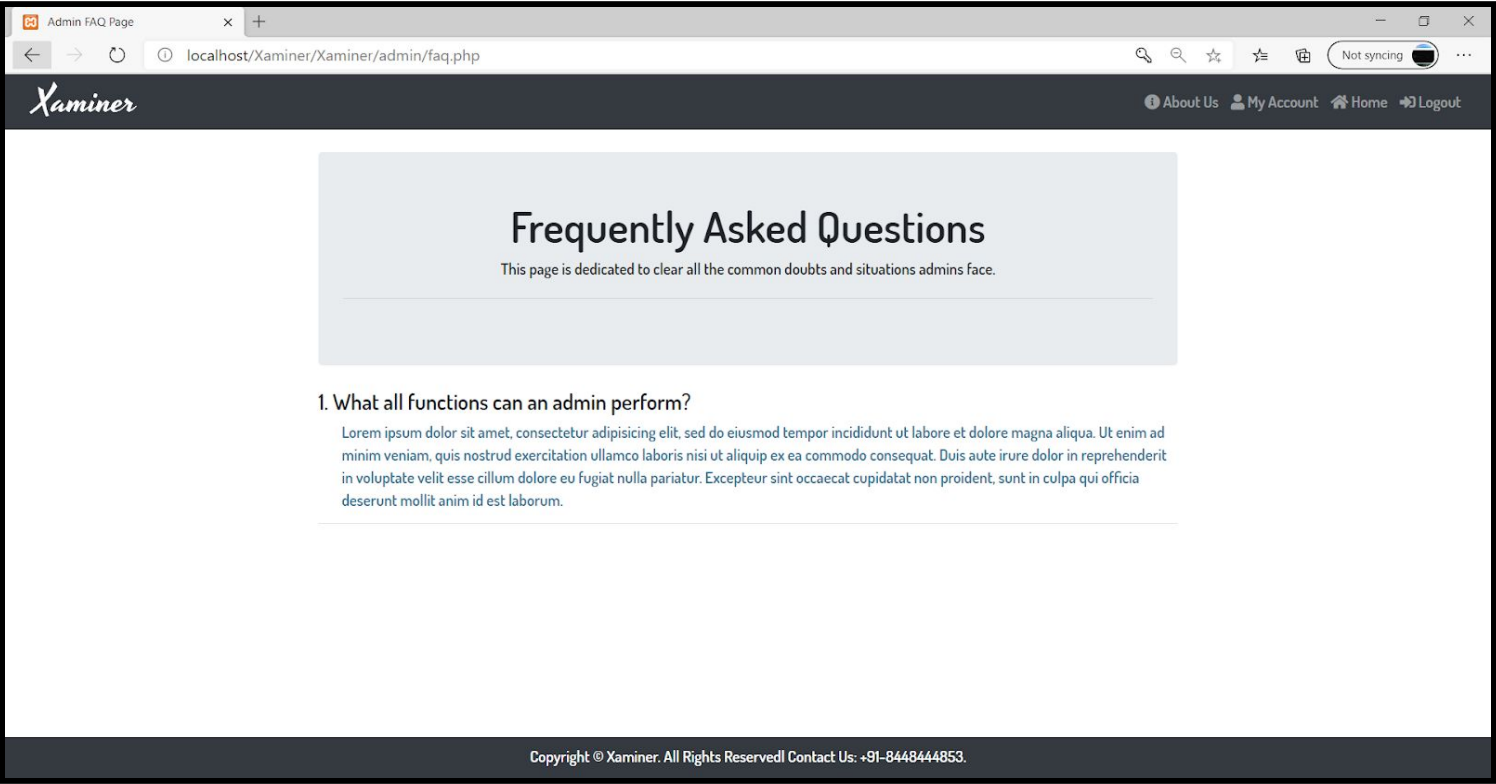 Admin FAQ Page
localhost/Xaminer/Xaminer/admin/faq.php
Not syncing
Xaminer
About Us My Account Home Logout
Frequently Asked Questions
This page is dedicated to clear all the common doubts and situations admins face.
1. What all functions can an admin perform?
Lorem ipsum dolor sit amet, consectetur adipisicing elit, sed do eiusmod tempor incididunt ut labore et dolore magna aliqua. Ut enim ad
minim veniam, quis nostrud exercitation ullamco laboris nisi ut aliquip ex ea commodo consequat. Duis aute irure dolor in reprehenderit
in voluptate velit esse cillum dolore eu fugiat nulla pariatur. Excepteur sint occaecat cupidatat non proident, sunt in culpa qui officia
deserunt mollit anim id est laborum.
Copyright © Xaminer. All Rights Reserved| Contact Us: +91-8448444853.